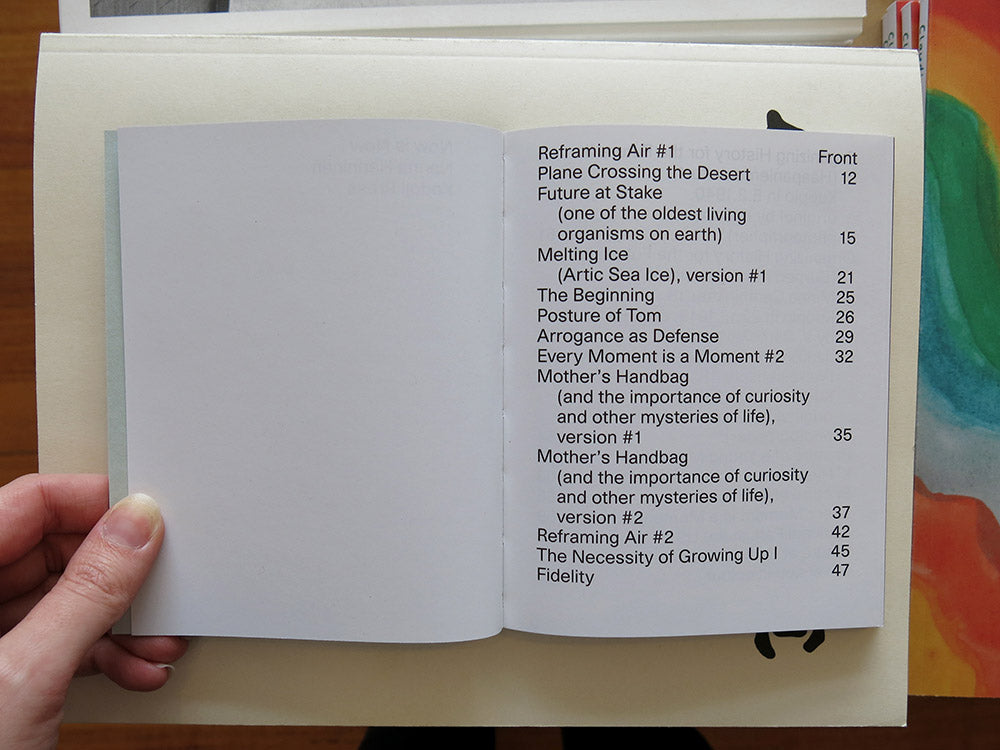 Reframing Air #1 Front
Plane Crossing the Desert 12
Future at Stake
(one of the oldest living
organisms on earth) 15
Melting Ice
(Artic Sea Ice), version #1 21
The Beginning 25
Posture of Tom 26
Arrogance as Defense 29
Every Moment is a Moment #2 32
Mother's Handbag
(and the importance of curiosity
and other mysteries of life),
version #1 35
Mother's Handbag
(and the importance of curiosity
and other mysteries of life),
version #2 37
Reframing Air #2 42
The Necessity of Growing Up I 45
Fidelity 47